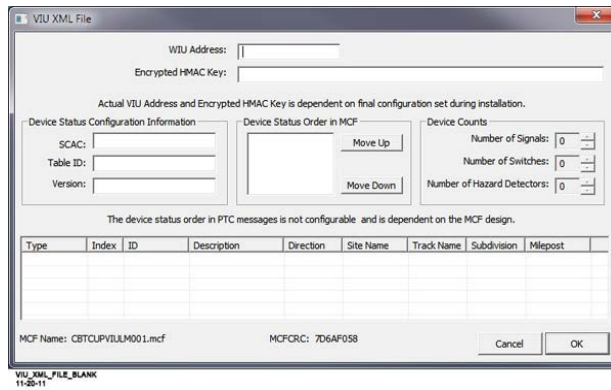 VIU XML File
WIU Address:
Encrypted HMAC Key:
Actual VIU Address and Encrypted HMAC Key is dependent on final configuration set during installation.
Device Status Configuration Information
SCAC:
Table ID:
Version:
Device Status Order in MCF
Move Up
Move Down
Device Counts
Number of Signals: 0
Number of Switches: 0
Number of Hazard Detectors: 0
The device status order in PTC messages is not configurable and is dependent on the MCF design.
Type Index ID Description Direction Site Name Track Name Subdivision Milepost
MCF Name: CBTCUPVIULM001.mcf MCFCRC: 7D6AF058
Cancel OK
VIU_XML_FILE_BLANK
11-20-11